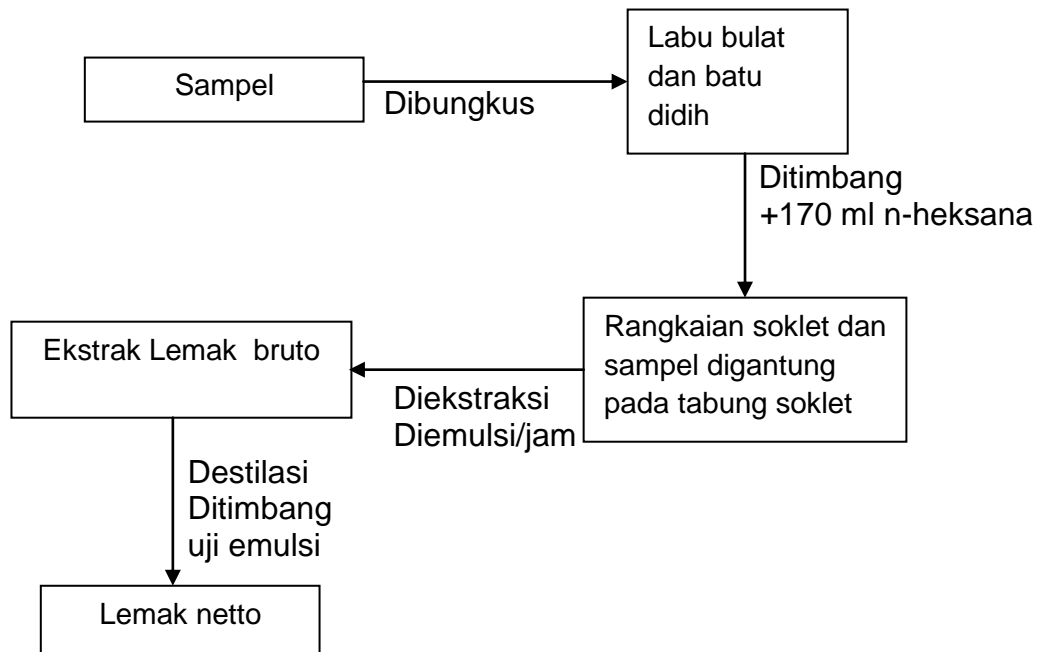 Sampel
Dibungkus
Labu bulat
dan batu
didih
Ditimbang
+170 ml n-heksana
Rangkaian soklet dan
sampel digantung
pada tabung soklet
Diekstraksi
Diemulsi/jam
Ekstrak Lemak bruto
Destilasi
Ditimbang
uji emulsi
Lemak netto